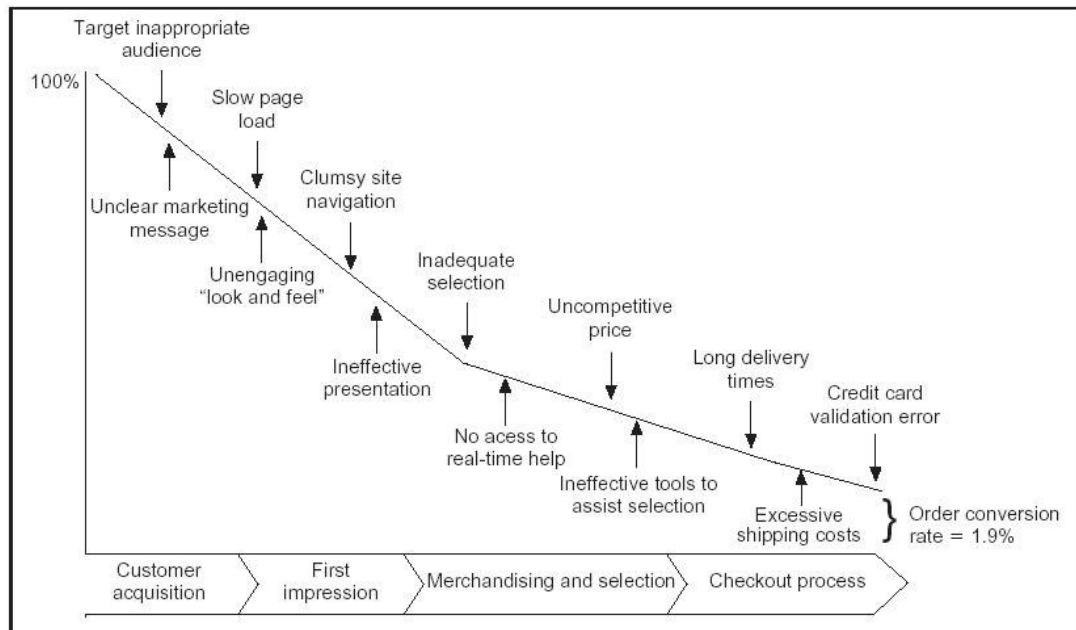 Target inappropriate
audience
100%
Slow page
load
Clumsy site
navigation
Unclear marketing
message
Inadequate
selection
Unengaging
“look and feel”
Uncompetitive
price
Long delivery
times
Ineffective
presentation
Credit card
validation error
No acess to
real-time help
Ineffective tools to
assist selection
Excessive
shipping costs
Order conversion
rate = 1.9%
Customer
acquisition
First
impression
Merchandising and selection
Checkout process